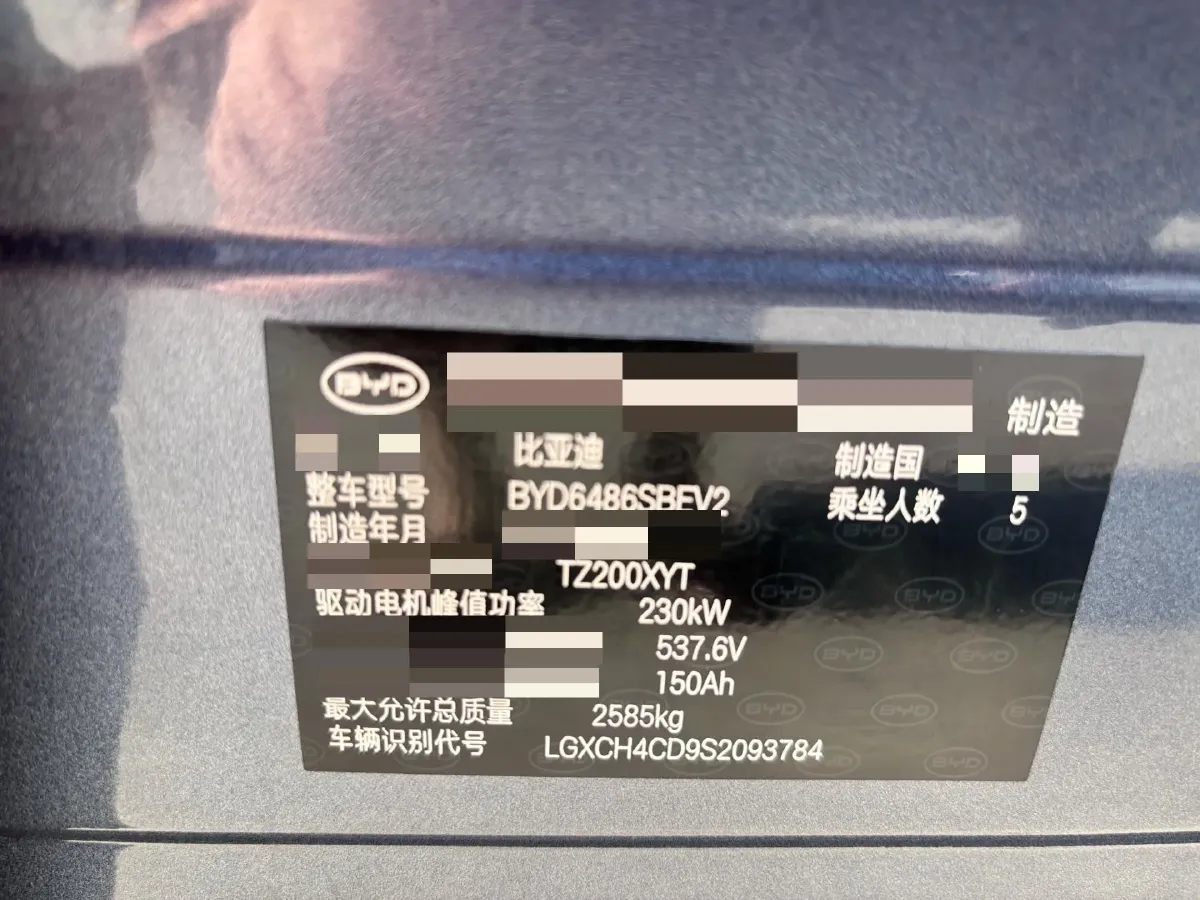 BYD 制造
比亚迪 制造国
整车型号 BYD6486SBEV2 乘坐人数 5
制造年月
TZ200XYT
驱动电机峰值功率 230kW
537.6V
150Ah
最大允许总质量 2585kg
车辆识别代号 LGXCH4CD9S2093784